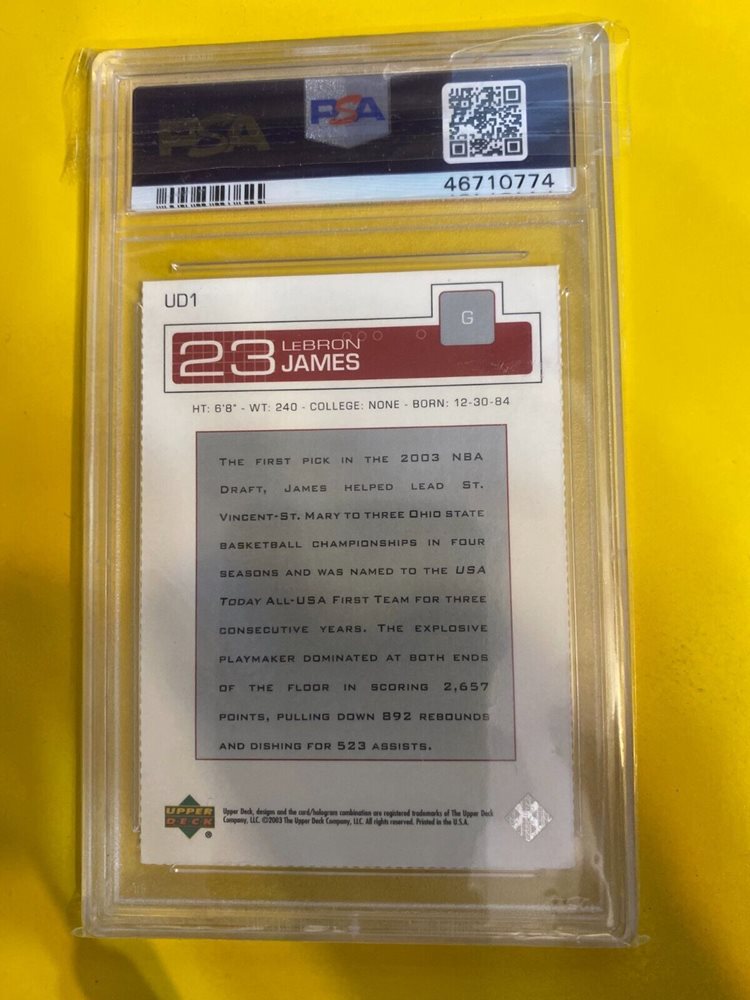 PSA
PSA
46710774
UD1
G
23 LEBRON
JAMES
HT: 6'8" - WT: 240 - COLLEGE: NONE - BORN: 12-30-84
THE FIRST PICK IN THE 2003 NBA
DRAFT, JAMES HELPED LEAD ST.
VINCENT-ST. MARY TO THREE OHIO STATE
BASKETBALL CHAMPIONSHIPS IN FOUR
SEASONS AND WAS NAMED TO THE USA
TODAY ALL-USA FIRST TEAM FOR THREE
CONSECUTIVE YEARS. THE EXPLOSIVE
PLAYMAKER DOMINATED AT BOTH ENDS
OF THE FLOOR IN SCORING 2,657
POINTS, PULLING DOWN 892 REBOUNDS
AND DISHING FOR 523 ASSISTS.
UPPER
DECK
®
Upper Deck, designs and the card/hologram combination are registered trademarks of The Upper Deck
Company, LLC. ©2003 The Upper Deck Company, LLC. All rights reserved. Printed in the U.S.A.